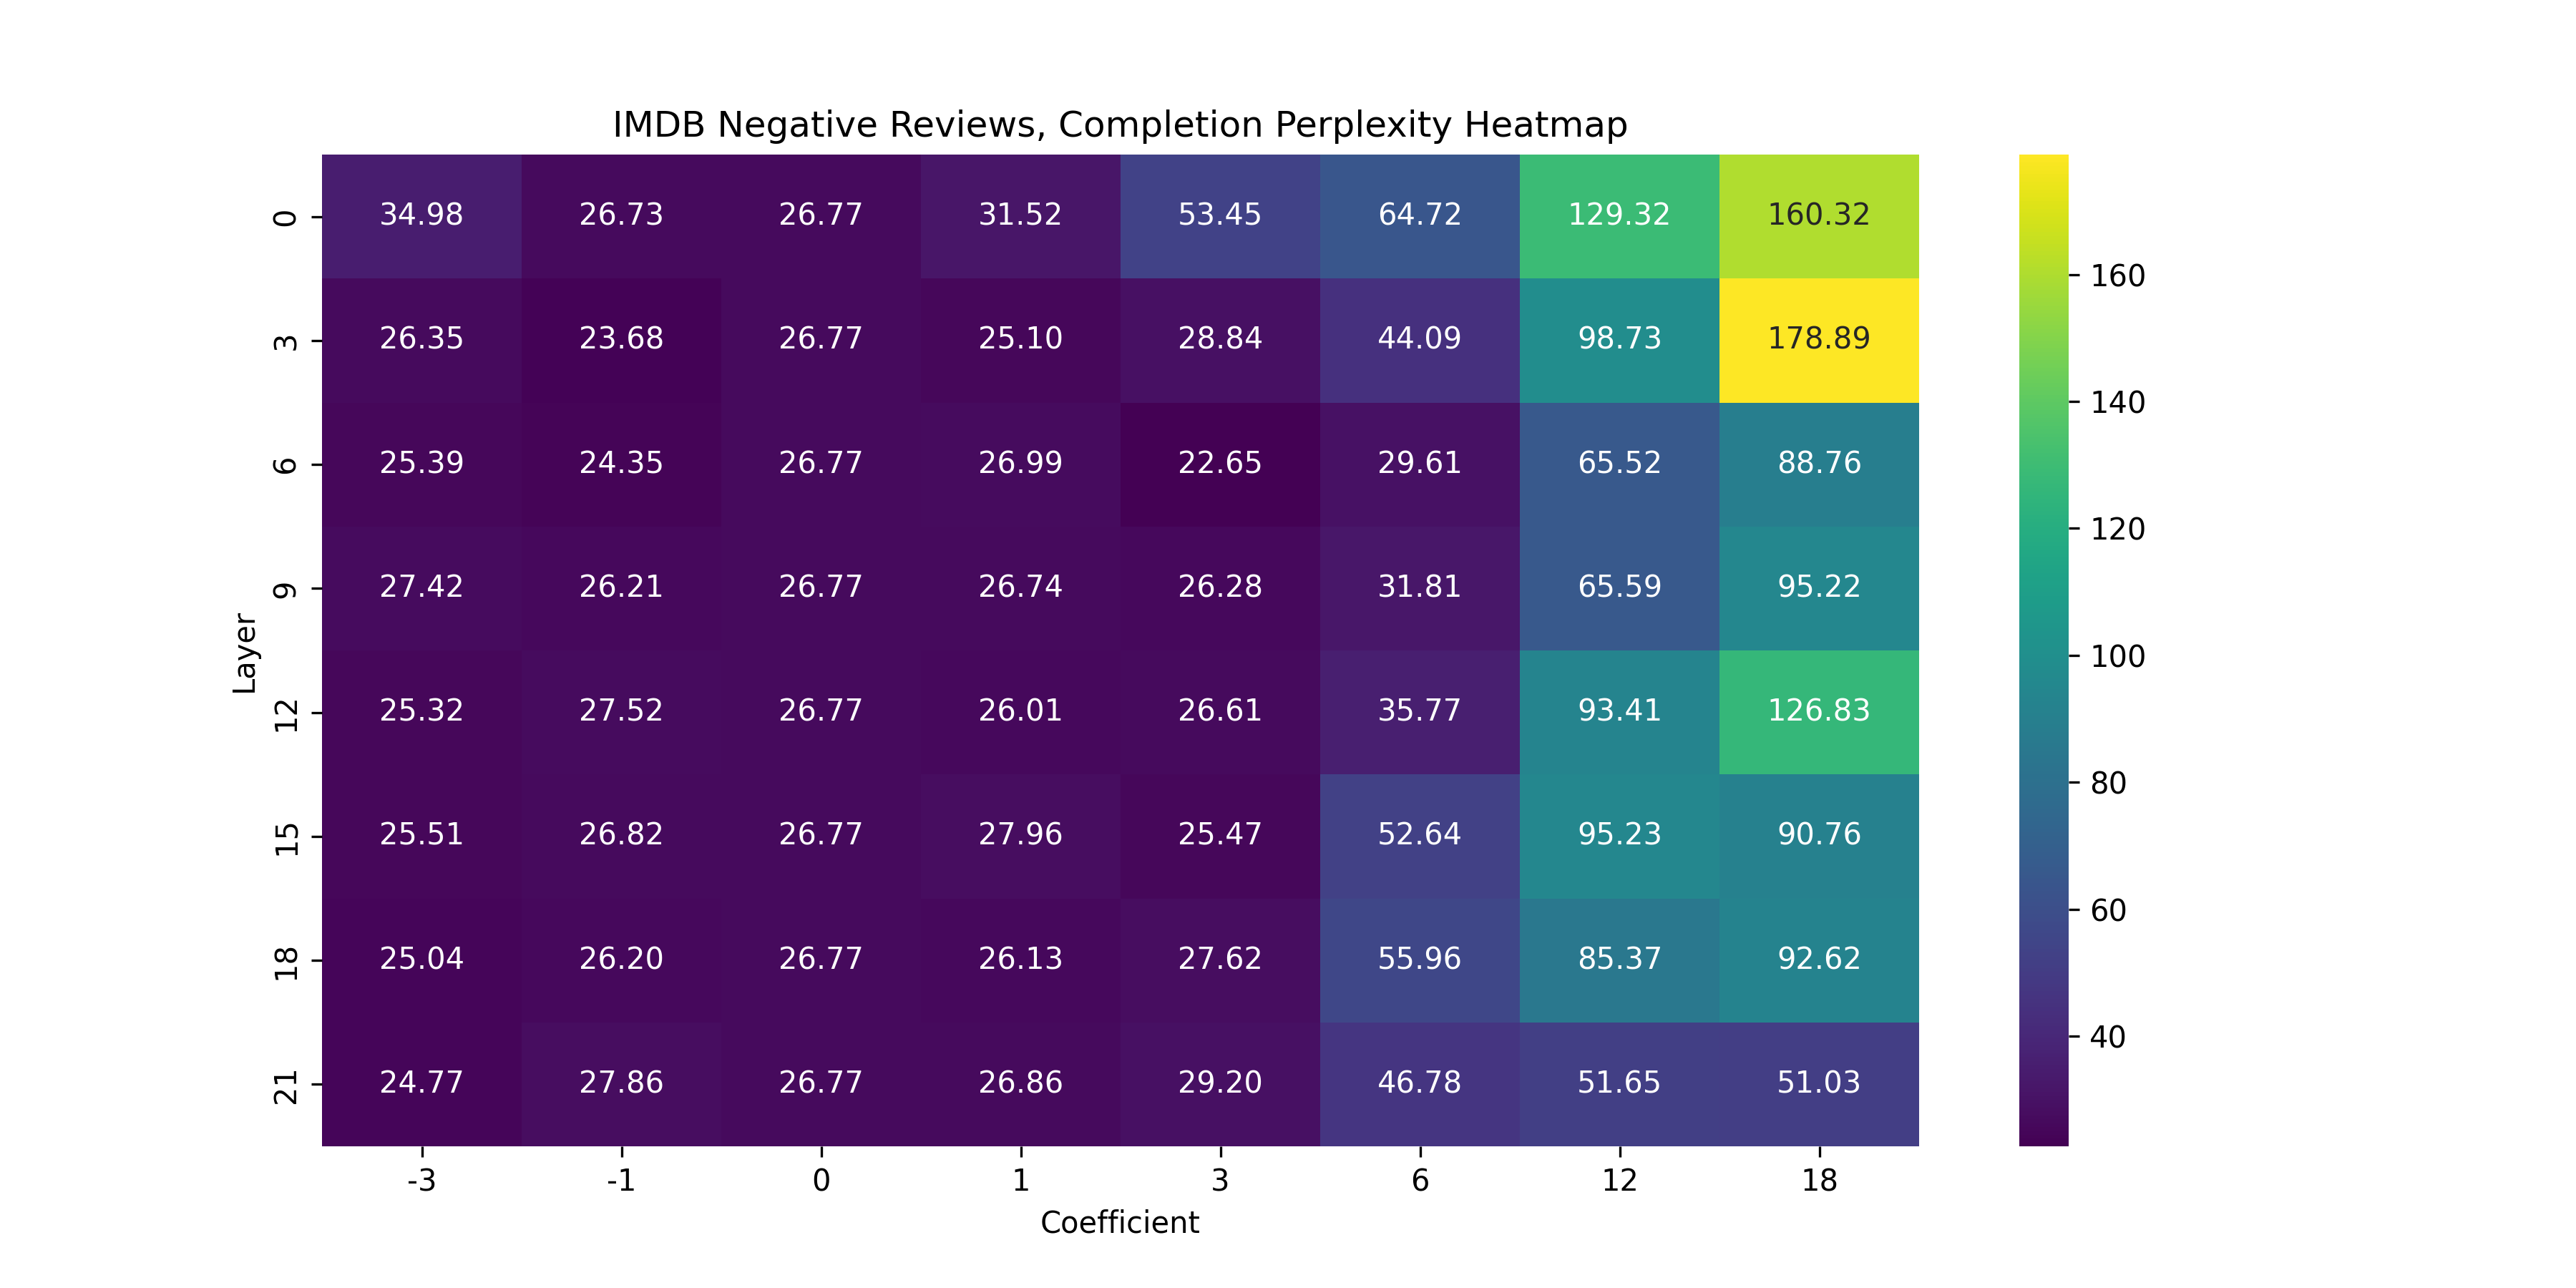 IMDB Negative Reviews, Completion Perplexity Heatmap
0 34.98 26.73 26.77 31.52 53.45 64.72 129.32 160.32
3 26.35 23.68 26.77 25.10 28.84 44.09 98.73 178.89
6 25.39 24.35 26.77 26.99 22.65 29.61 65.52 88.76
9 27.42 26.21 26.77 26.74 26.28 31.81 65.59 95.22
12 25.32 27.52 26.77 26.01 26.61 35.77 93.41 126.83
15 25.51 26.82 26.77 27.96 25.47 52.64 95.23 90.76
18 25.04 26.20 26.77 26.13 27.62 55.96 85.37 92.62
21 24.77 27.86 26.77 26.86 29.20 46.78 51.65 51.03
-3 -1 0 1 3 6 12 18
Coefficient
Layer
160
140
120
100
80
60
40